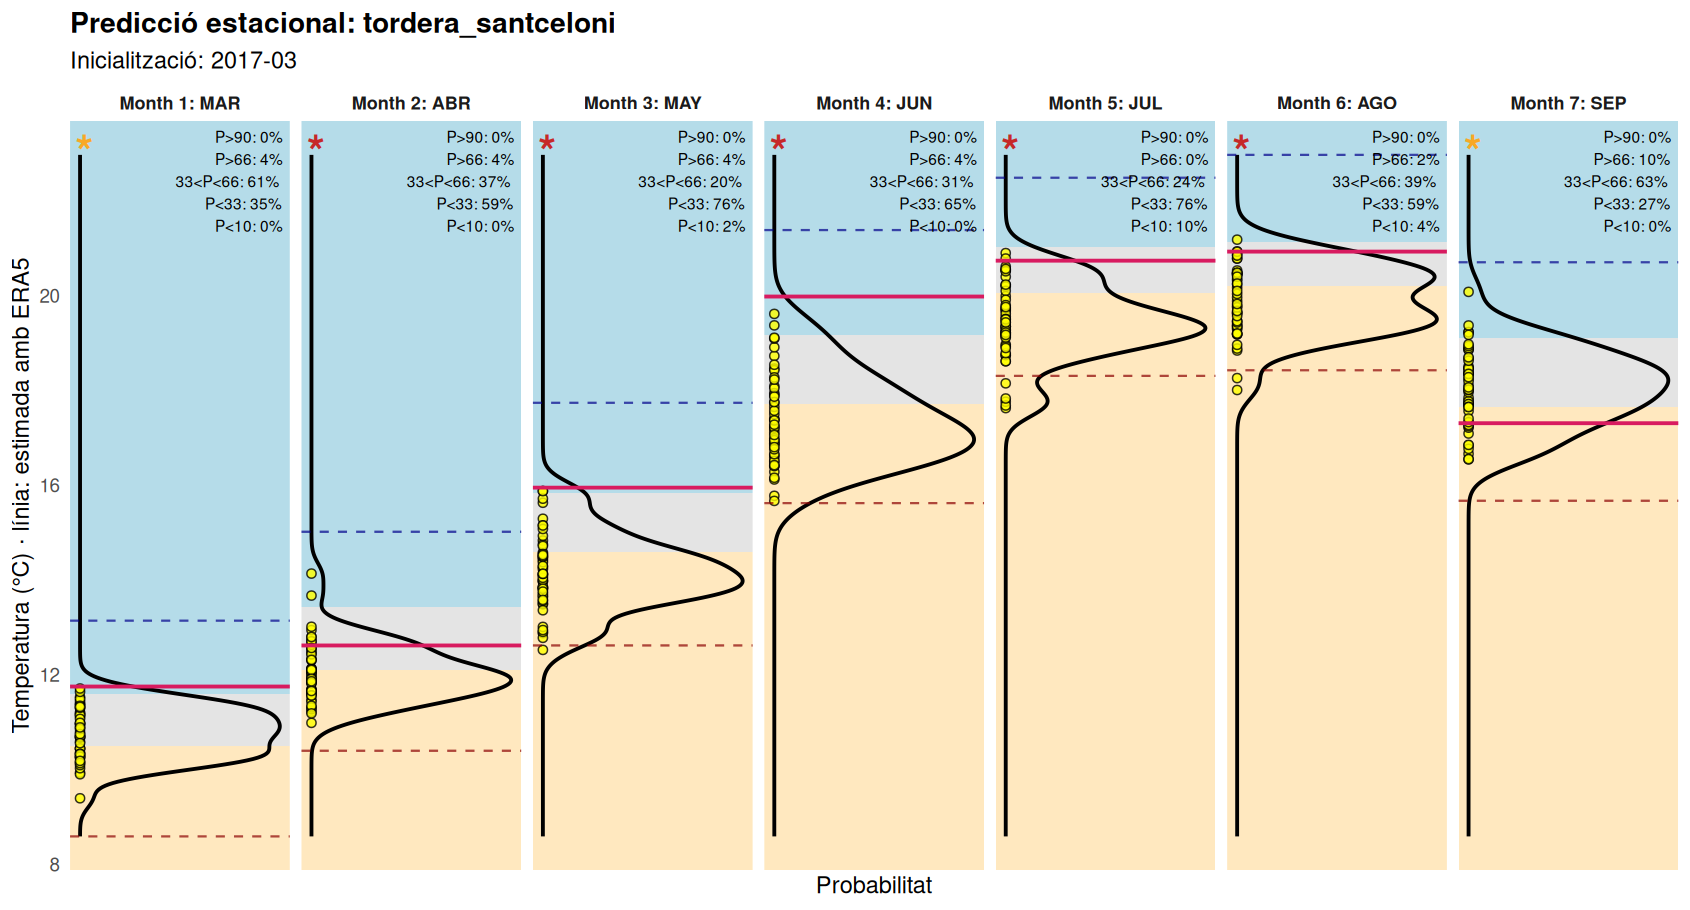 Predicció estacional: tordera_santceloni
Inicialització: 2017-03
Month 1: MAR
Month 2: ABR
Month 3: MAY
Month 4: JUN
Month 5: JUL
Month 6: AGO
Month 7: SEP
*
P>90: 0%
P>66: 4%
33<P<66: 61%
P<33: 35%
P<10: 0%
*
P>90: 0%
P>66: 4%
33<P<66: 37%
P<33: 59%
P<10: 0%
*
P>90: 0%
P>66: 4%
33<P<66: 20%
P<33: 76%
P<10: 2%
*
P>90: 0%
P>66: 4%
33<P<66: 31%
P<33: 65%
P<10: 0%
*
P>90: 0%
P>66: 0%
33<P<66: 24%
P<33: 76%
P<10: 10%
*
P>90: 0%
P>66: 2%
33<P<66: 39%
P<33: 59%
P<10: 4%
*
P>90: 0%
P>66: 10%
33<P<66: 63%
P<33: 27%
P<10: 0%
Temperatura (°C) · línia: estimada amb ERA5
20
16
12
8
Probabilitat